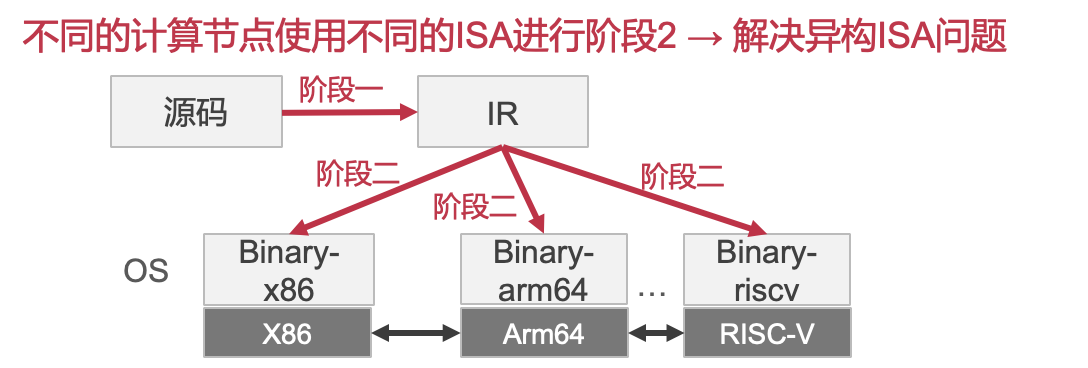 不同的计算节点使用不同的ISA进行阶段2 → 解决异构ISA问题
源码
阶段一
IR
阶段二
阶段二
阶段二
OS
Binary-
x86
Binary-
arm64
...
Binary-
riscv
X86
Arm64
RISC-V